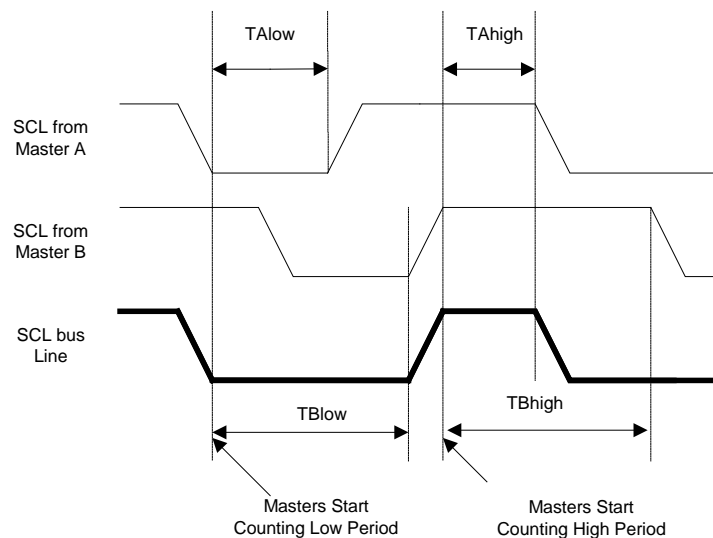 TAlow
TAhigh
SCL from
Master A
SCL from
Master B
SCL bus
Line
TBlow
TBhigh
Masters Start
Counting Low Period
Masters Start
Counting High Period